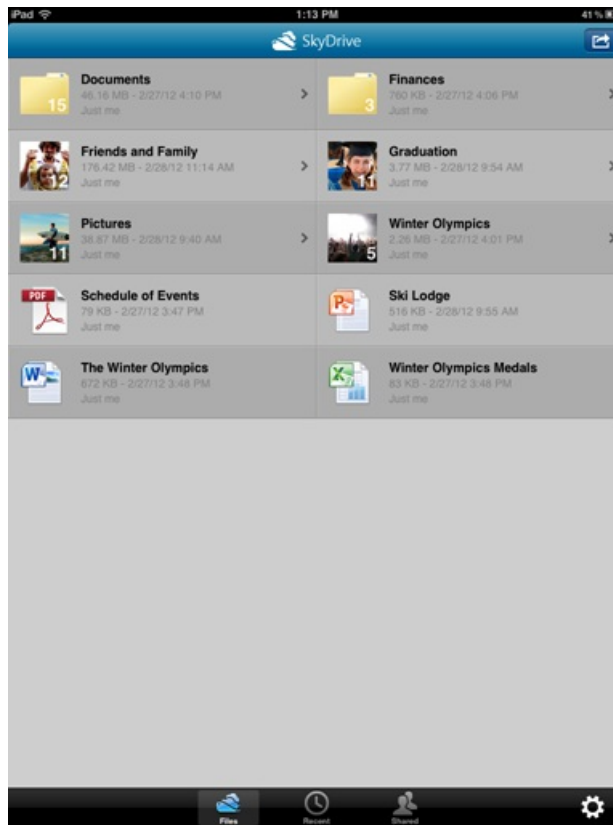 iPad 1:13 PM 41%
SkyDrive
Documents
46.16 MB - 2/27/12 4:10 PM
Just me
15
Finances
760 KB - 2/27/12 4:06 PM
Just me
3
Friends and Family
176.42 MB - 2/28/12 11:14 AM
Just me
12
Graduation
3.77 MB - 2/28/12 9:54 AM
Just me
11
Pictures
38.87 MB - 2/28/12 9:40 AM
Just me
11
Winter Olympics
2.26 MB - 2/27/12 4:01 PM
Just me
5
PDF
Schedule of Events
79 KB - 2/27/12 3:47 PM
Just me
P
Ski Lodge
516 KB - 2/28/12 9:55 AM
Just me
W
The Winter Olympics
672 KB - 2/27/12 3:48 PM
Just me
X
Winter Olympics Medals
83 KB - 2/27/12 3:48 PM
Just me
Files Recent Shared